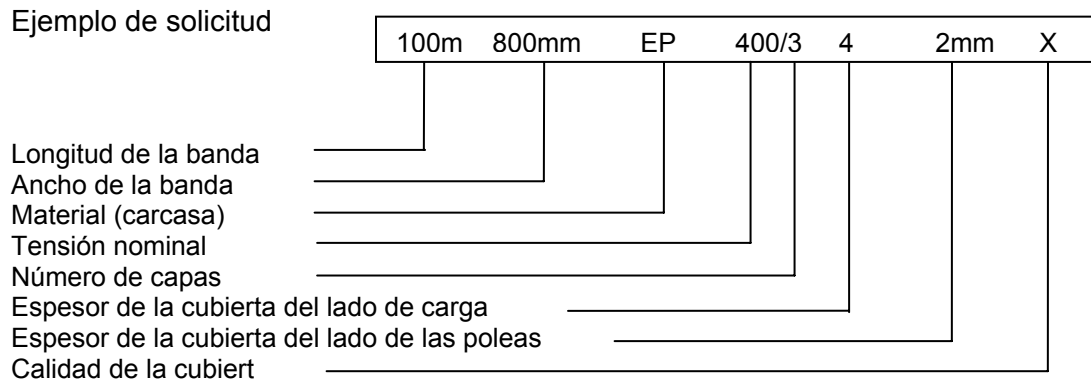 Ejemplo de solicitud
100m 800mm EP 400/3 4 2mm X
Longitud de la banda
Ancho de la banda
Material (carcasa)
Tensión nominal
Número de capas
Espesor de la cubierta del lado de carga
Espesor de la cubierta del lado de las poleas
Calidad de la cubiert